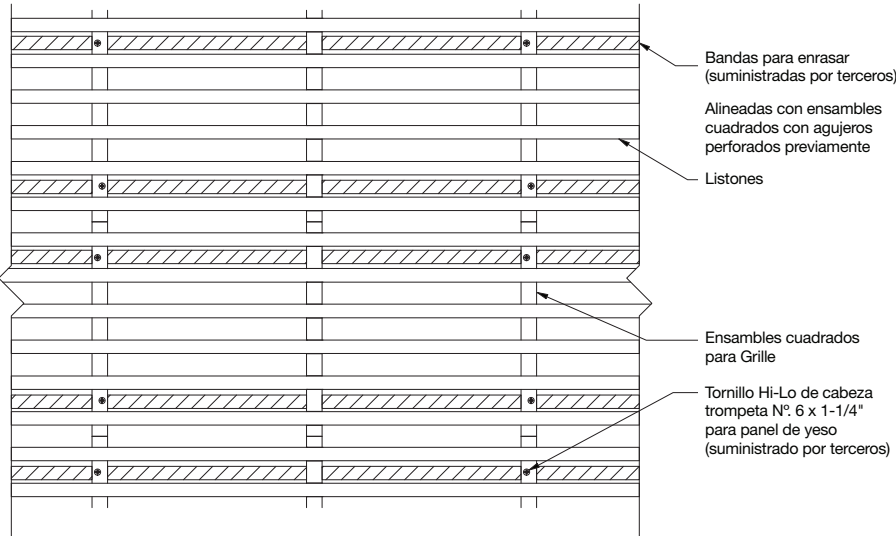 Bandas para enrasar
(suministradas por terceros)
Alineadas con ensambles
cuadrados con agujeros
perforados previamente
Listones
Ensambles cuadrados
para Grille
Tornillo Hi-Lo de cabeza
trompeta Nº. 6 x 1-1/4"
para panel de yeso
(suministrado por terceros)